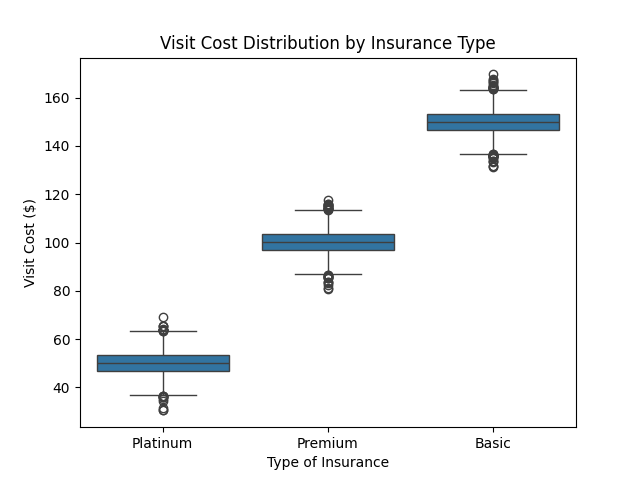 Visit Cost Distribution by Insurance Type
Visit Cost ($)
160
140
120
100
80
60
40
Platinum
Premium
Basic
Type of Insurance